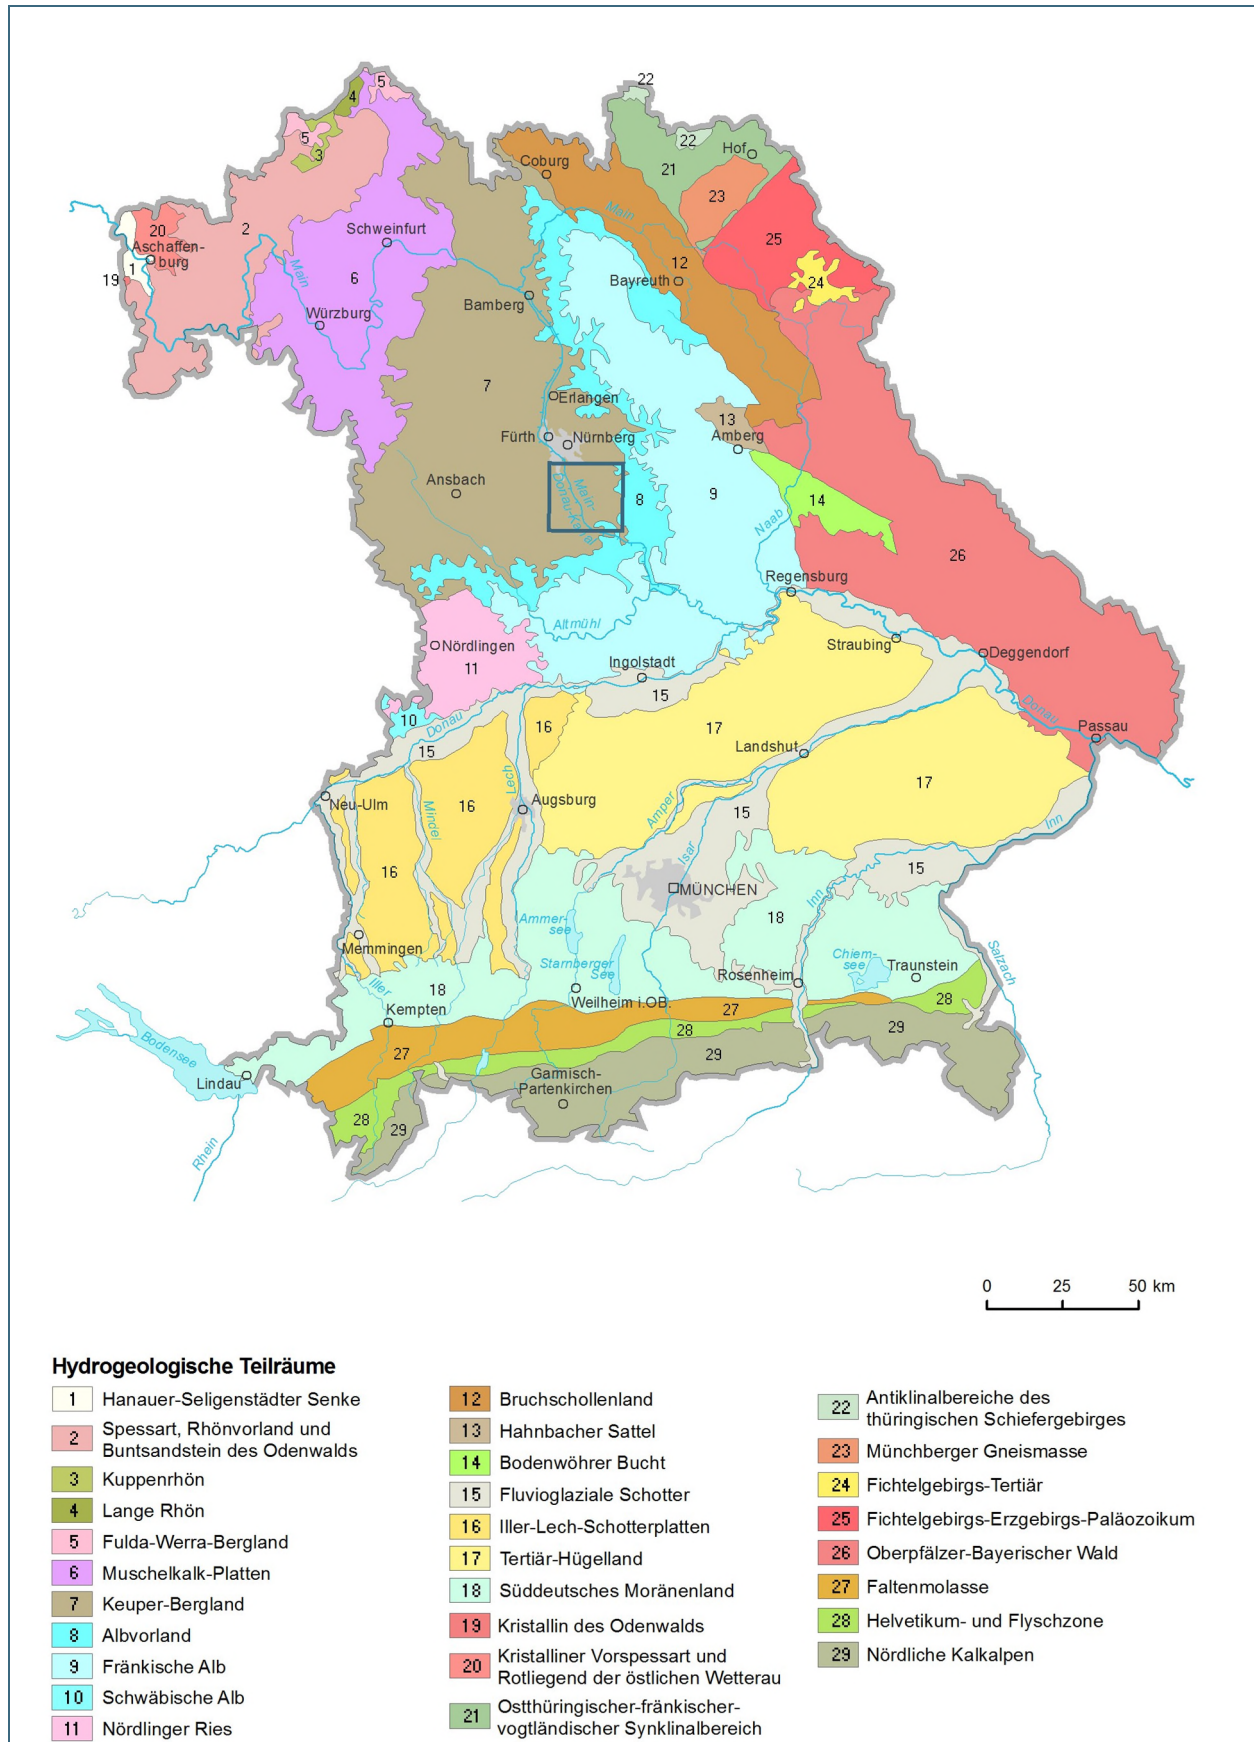 22
5
4
22
5
Hof
3
Coburg
21
23
20
2
Main
Schweinfurt
25
Aschaffen-
burg
1
19
Main
6
12
Bayreuth
24
Bamberg
Würzburg
7
Erlangen
13
Fürth
Nürnberg
Amberg
Ansbach
Main-
Donau-Kanal
8
9
14
Naab
26
Regensburg
Altmühl
Straubing
Nördlingen
Deggendorf
11
Ingolstadt
15
Donau
10
Donau
16
17
Passau
15
Landshut
Lech
17
Neu-Ulm
Mindel
16
Augsburg
Amper
15
Inn
Isar
15
16
MÜNCHEN
Inn
Ammer-
see
18
Memmingen
Salzach
Starnberger
See
Chiem-
see
Traunstein
Rosenheim
Iller
18
Weilheim i.OB.
28
Kempten
27
28
29
Bodensee
27
29
Lindau
Garmisch-
Partenkirchen
28
29
Rhein
0 25 50 km
Hydrogeologische Teilräume
1 Hanauer-Seligenstädter Senke
2 Spessart, Rhönvorland und
Buntsandstein des Odenwalds
3 Kuppenrhön
4 Lange Rhön
5 Fulda-Werra-Bergland
6 Muschelkalk-Platten
7 Keuper-Bergland
8 Albvorland
9 Fränkische Alb
10 Schwäbische Alb
11 Nördlinger Ries
12 Bruchschollenland
13 Hahnbacher Sattel
14 Bodenwöhrer Bucht
15 Fluvioglaziale Schotter
16 Iller-Lech-Schotterplatten
17 Tertiär-Hügelland
18 Süddeutsches Moränenland
19 Kristallin des Odenwalds
20 Kristalliner Vorspessart und
Rotliegend der östlichen Wetterau
21 Ostthüringischer-fränkischer-
vogtländischer Synklinalbereich
22 Antiklinalbereiche des
thüringischen Schiefergebirges
23 Münchberger Gneismasse
24 Fichtelgebirgs-Tertiär
25 Fichtelgebirgs-Erzgebirgs-Paläozoikum
26 Oberpfälzer-Bayerischer Wald
27 Faltenmolasse
28 Helvetikum- und Flyschzone
29 Nördliche Kalkalpen